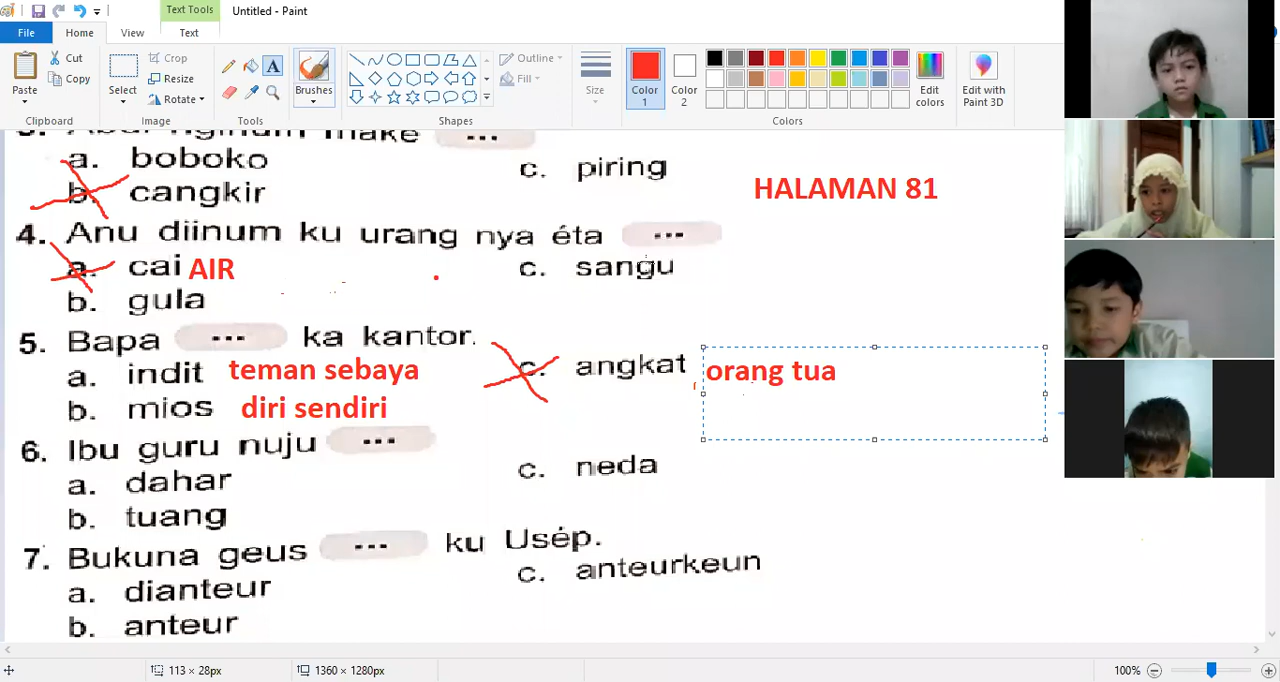 Text Tools
Untitled - Paint
File
Home
View
Text
Paste
Cut
Copy
Clipboard
Select
Crop
Resize
Rotate
Image
A
Tools
Brushes
Shapes
Outline
Fill
Size
Color 1
Color 2
Colors
Edit colors
Edit with Paint 3D
make ...
a. boboko
c. piring
b. cangkir
HALAMAN 81
4. Anu diinum ku urang nya éta ...
a. cai AIR
c. sangu
b. gula
5. Bapa ... ka kantor.
a. indit teman sebaya
c. angkat orang tua
b. mios diri sendiri
6. Ibu guru nuju ...
a. dahar
c. neda
b. tuang
7. Bukuna geus ... ku Usép.
a. dianteur
c. anteurkeun
b. anteur
113 × 28px
1360 × 1280px
100%